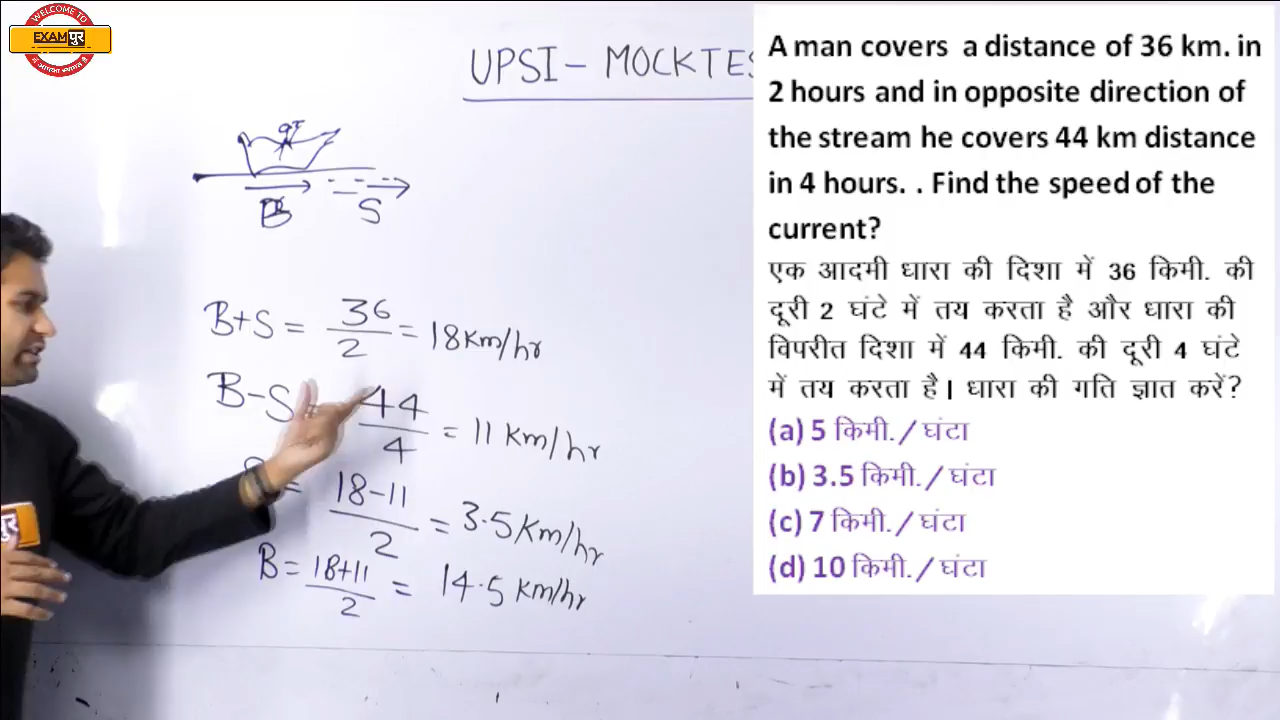 WELCOME TO
EXAMपुर
UPSI - MOCKTES
B S
B+S = 36/2 = 18 Km/hr
B-S 44/4 = 11 Km/hr
= 18-11/2 = 3.5 Km/hr
B = 18+11/2 = 14.5 Km/hr
पुर
A man covers a distance of 36 km. in
2 hours and in opposite direction of
the stream he covers 44 km distance
in 4 hours. . Find the speed of the
current?
एक आदमी धारा की दिशा में 36 किमी. की
दूरी 2 घंटे में तय करता है और धारा की
विपरीत दिशा में 44 किमी. की दूरी 4 घंटे
में तय करता है। धारा की गति ज्ञात करें?
(a) 5 किमी./ घंटा
(b) 3.5 किमी./ घंटा
(c) 7 किमी./ घंटा
(d) 10 किमी./ घंटा